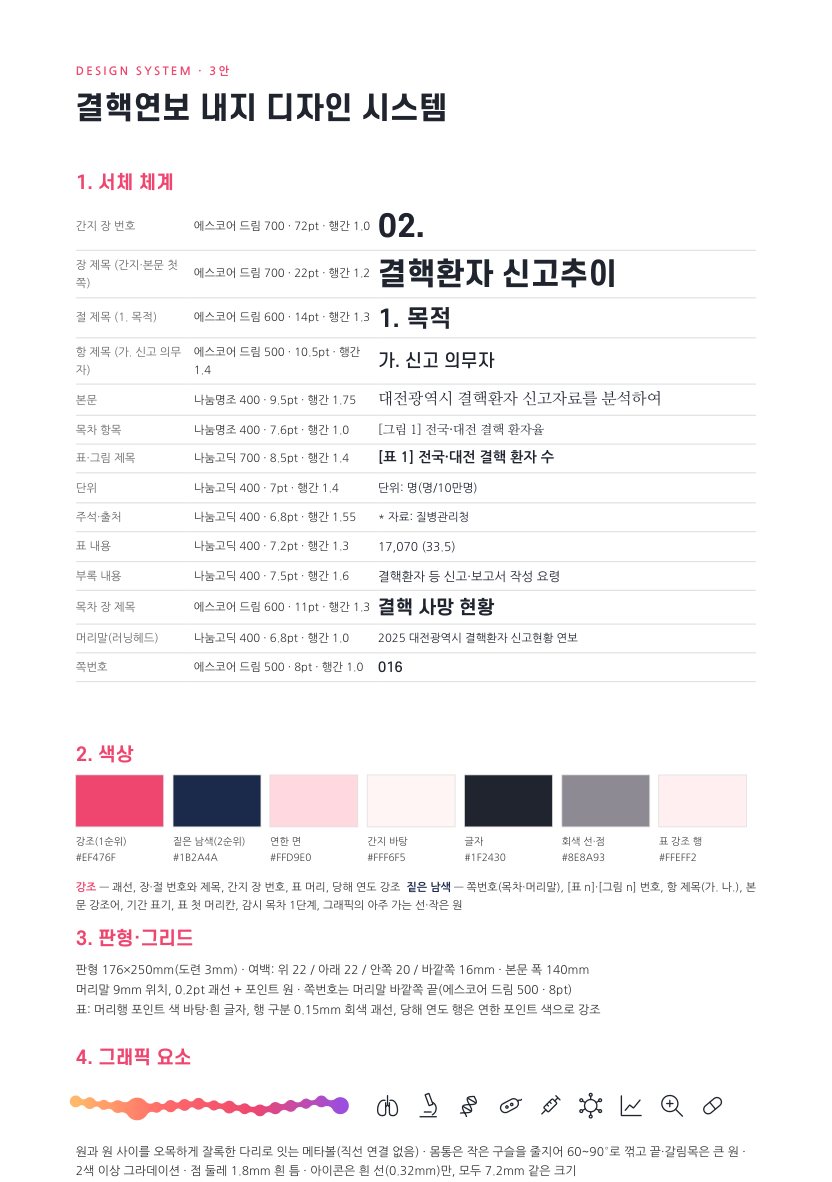 DESIGN SYSTEM · 3안
결핵연보 내지 디자인 시스템
1. 서체 체계
간지 장 번호 에스코어 드림 700 · 72pt · 행간 1.0 02.
장 제목 (간지·본문 첫
쪽) 에스코어 드림 700 · 22pt · 행간 1.2 결핵환자 신고추이
절 제목 (1. 목적) 에스코어 드림 600 · 14pt · 행간 1.3 1. 목적
항 제목 (가. 신고 의무
자) 에스코어 드림 500 · 10.5pt · 행간
1.4 가. 신고 의무자
본문 나눔명조 400 · 9.5pt · 행간 1.75 대전광역시 결핵환자 신고자료를 분석하여
목차 항목 나눔명조 400 · 7.6pt · 행간 1.0 [그림 1] 전국·대전 결핵 환자율
표·그림 제목 나눔고딕 700 · 8.5pt · 행간 1.4 [표 1] 전국·대전 결핵 환자 수
단위 나눔고딕 400 · 7pt · 행간 1.4 단위: 명(명/10만명)
주석·출처 나눔고딕 400 · 6.8pt · 행간 1.55 * 자료: 질병관리청
표 내용 나눔고딕 400 · 7.2pt · 행간 1.3 17,070 (33.5)
부록 내용 나눔고딕 400 · 7.5pt · 행간 1.6 결핵환자 등 신고·보고서 작성 요령
목차 장 제목 에스코어 드림 600 · 11pt · 행간 1.3 결핵 사망 현황
머리말(러닝헤드) 나눔고딕 400 · 6.8pt · 행간 1.0 2025 대전광역시 결핵환자 신고현황 연보
쪽번호 에스코어 드림 500 · 8pt · 행간 1.0 016
2. 색상
강조(1순위) 짙은 남색(2순위) 연한 면 간지 바탕 글자 회색 선·점 표 강조 행
#EF476F #1B2A4A #FFD9E0 #FFF6F5 #1F2430 #8E8A93 #FFEFF2
강조 — 괘선, 장·절 번호와 제목, 간지 장 번호, 표 머리, 당해 연도 강조 짙은 남색 — 쪽번호(목차·머리말), [표 n]·[그림 n] 번호, 항 제목(가. 나.), 본
문 강조어, 기간 표기, 표 첫 머리칸, 감시 목차 1단계, 그래픽의 아주 가는 선·작은 원
3. 판형·그리드
판형 176×250mm(도련 3mm) · 여백: 위 22 / 아래 22 / 안쪽 20 / 바깥쪽 16mm · 본문 폭 140mm
머리말 9mm 위치, 0.2pt 괘선 + 포인트 원 · 쪽번호는 머리말 바깥쪽 끝(에스코어 드림 500 · 8pt)
표: 머리행 포인트 색 바탕·흰 글자, 행 구분 0.15mm 회색 괘선, 당해 연도 행은 연한 포인트 색으로 강조
4. 그래픽 요소
원과 원 사이를 오목하게 잘록한 다리로 잇는 메타볼(직선 연결 없음) · 몸통은 작은 구슬을 줄지어 60~90°로 꺾고 끝·갈림목은 큰 원 ·
2색 이상 그라데이션 · 점 둘레 1.8mm 흰 틈 · 아이콘은 흰 선(0.32mm)만, 모두 7.2mm 같은 크기